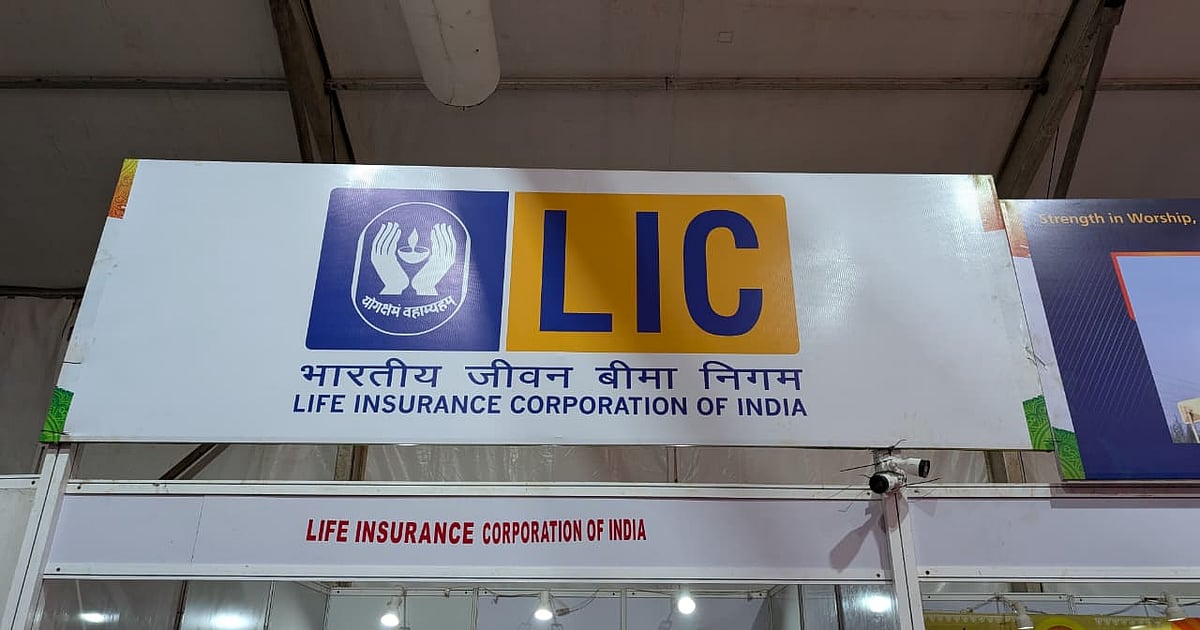 LIC
योगक्षेमं वहाम्यहम्
भारतीय जीवन बीमा निगम
LIFE INSURANCE CORPORATION OF INDIA
Strength in Worship,
LIFE INSURANCE CORPORATION OF INDIA